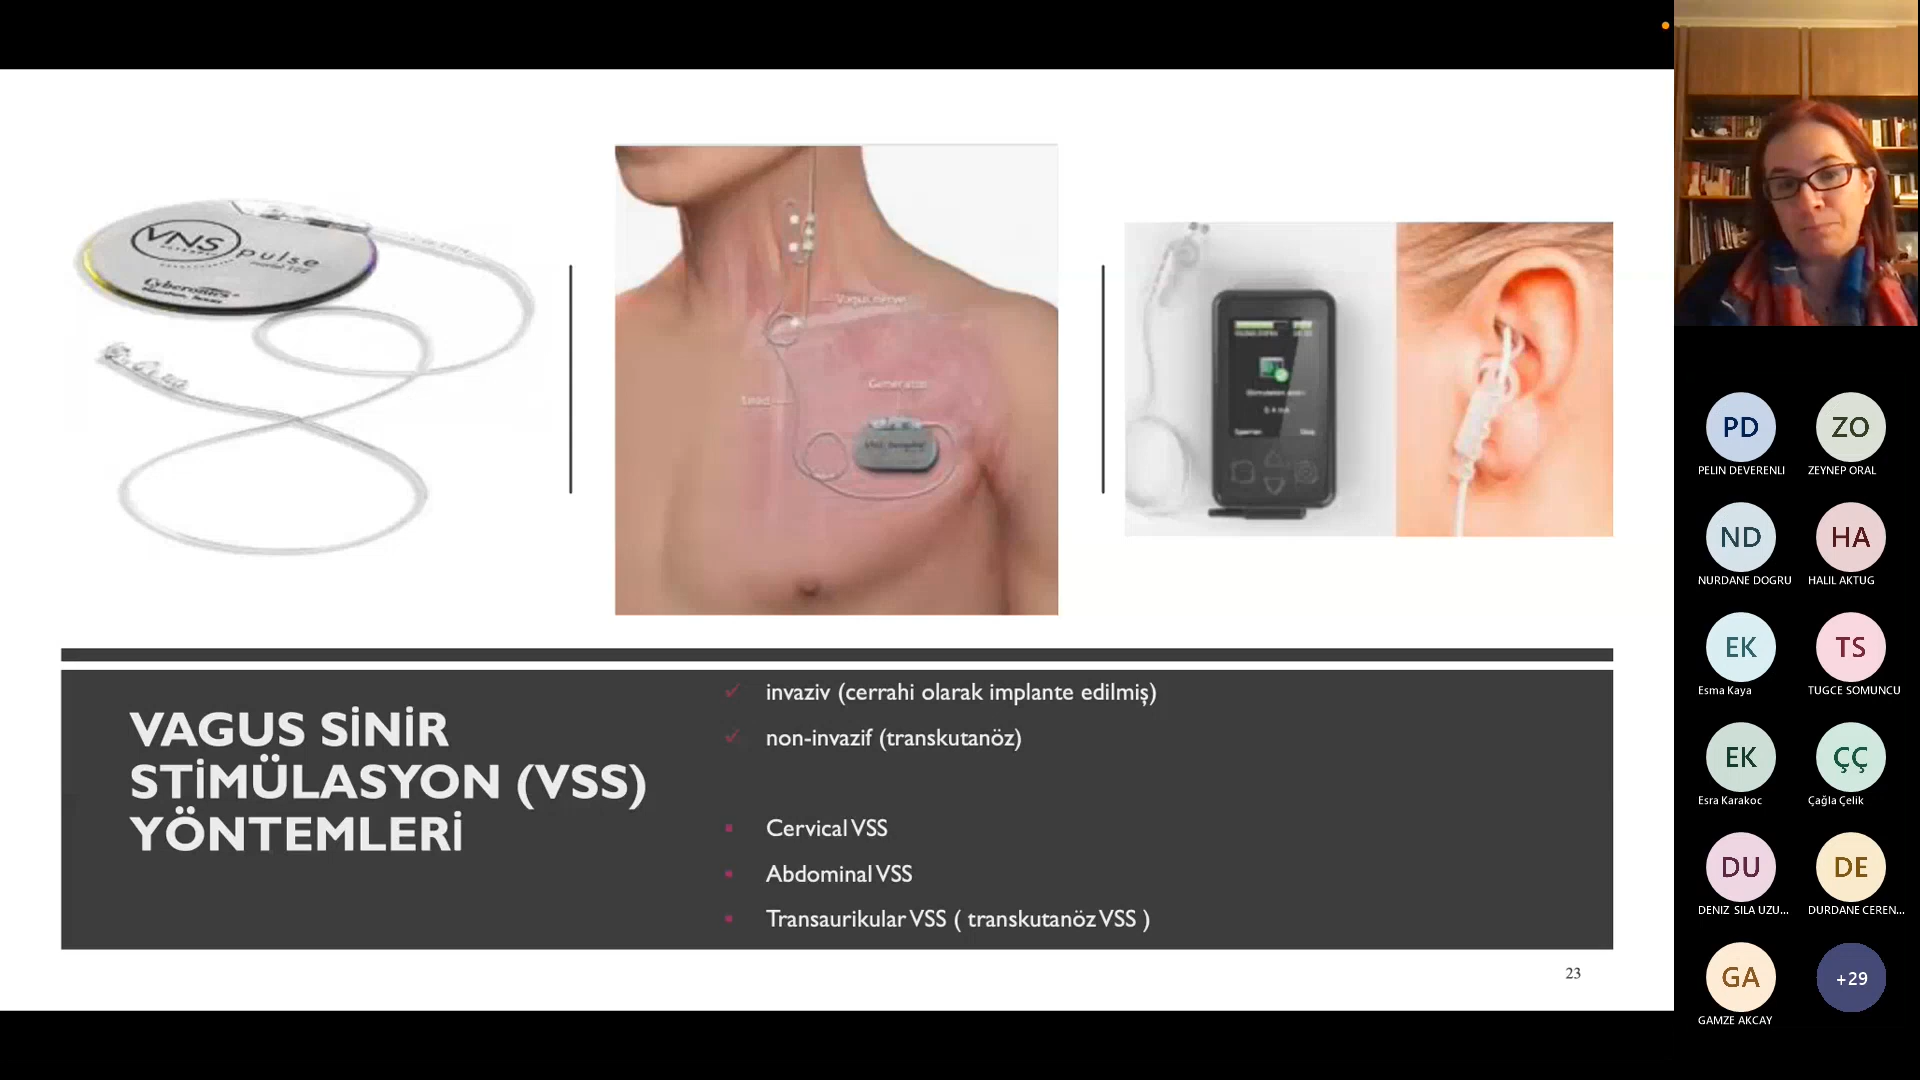 VNS
pulse
Cyberonics
Houston, Texas
Vagus nerve
Generator
Lead
VAGUS SİNİR
STİMÜLASYON (VSS)
YÖNTEMLERİ
invaziv (cerrahi olarak implante edilmiş)
non-invazif (transkutanöz)
Cervical VSS
Abdominal VSS
Transaurikular VSS ( transkutanöz VSS )
23
PD
ZO
PELIN DEVERENLI
ZEYNEP ORAL
ND
HA
NURDANE DOGRU
HALIL AKTUG
EK
TS
Esma Kaya
TUGCE SOMUNCU
EK
ÇÇ
Esra Karakoc
Çağla Çelik
DU
DE
DENIZ SILA UZU...
DURDANE CEREN...
GA
+29
GAMZE AKCAY